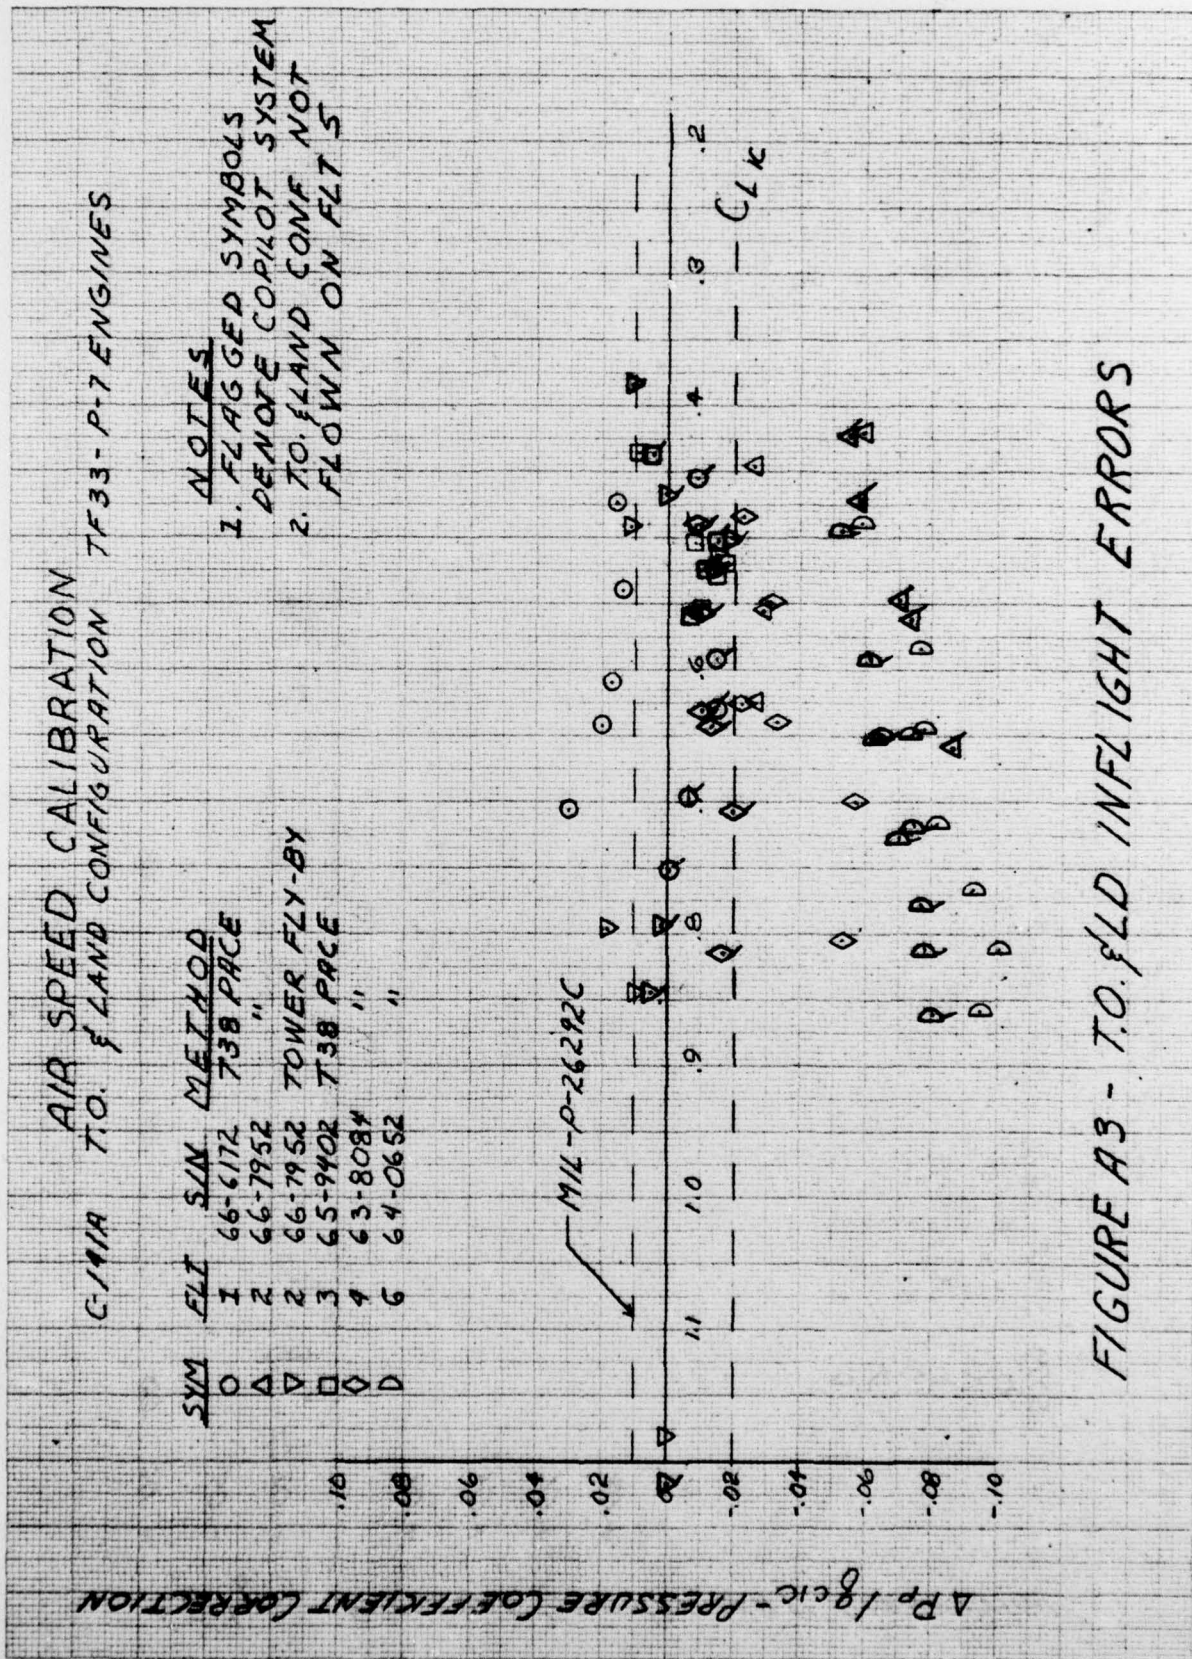 AIR SPEED CALIBRATION
C-141A T.O. & LAND CONFIGURATION TF33-P-7 ENGINES
SYM FLT S/N METHOD
○ 1 66-6172 T38 PACE
△ 2 66-7952 "
▽ 2 66-7952 TOWER FLY-BY
□ 3 65-9402 T38 PACE
◇ 4 63-8084 "
D 6 64-0652 "
NOTES
1. FLAGGED SYMBOLS
DENOTE COPILOT SYSTEM
2. T.O. & LAND CONF NOT
FLOWN ON FLT 5
ΔPp/qcic - PRESSURE COEFFICIENT CORRECTION
.10
.08
.06
.04
.02
0
-.02
-.04
-.06
-.08
-.10
MIL-P-26292C
1.1 1.0 .9 .8 .7 .6 .4 .3 .2
CL ic
FIGURE A3 - T.O. & LD INFLIGHT ERRORS